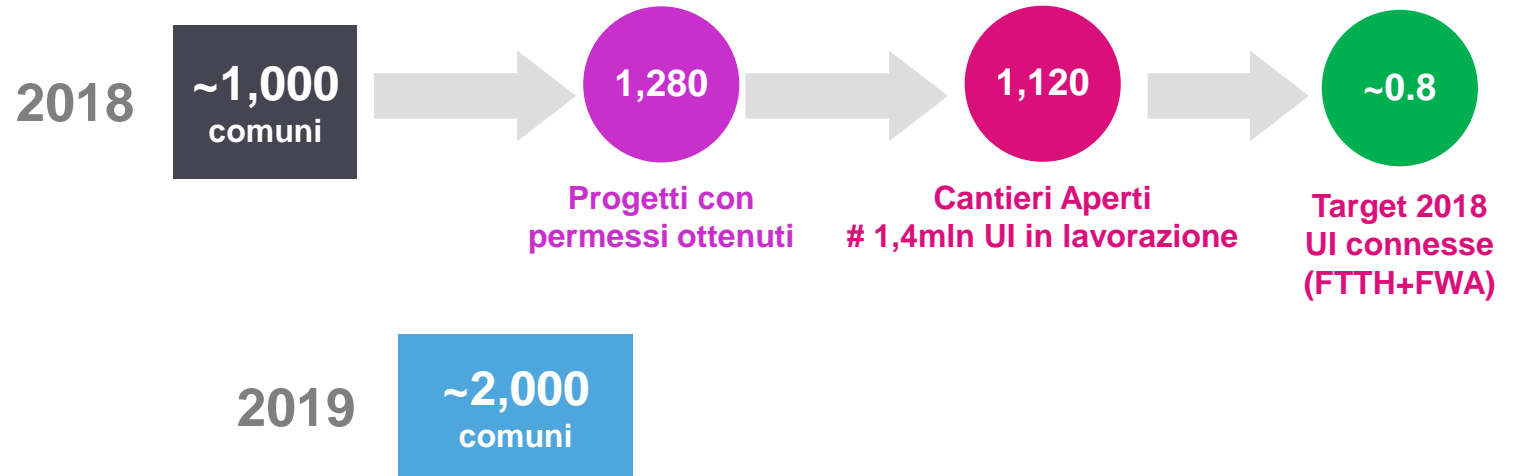 2018
~1,000
comuni
1,280
1,120
~0.8
Progetti con
permessi ottenuti
Cantieri Aperti
# 1,4mln UI in lavorazione
Target 2018
UI connesse
(FTTH+FWA)
2019
~2,000
comuni